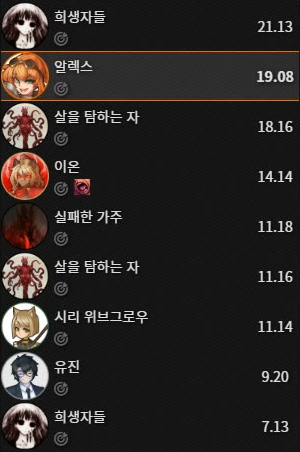 희생자들
21.13
알렉스
19.08
살을 탐하는 자
18.16
이온
14.14
실패한 가주
11.18
살을 탐하는 자
11.16
시리 위브그로우
11.14
유진
9.20
희생자들
7.13